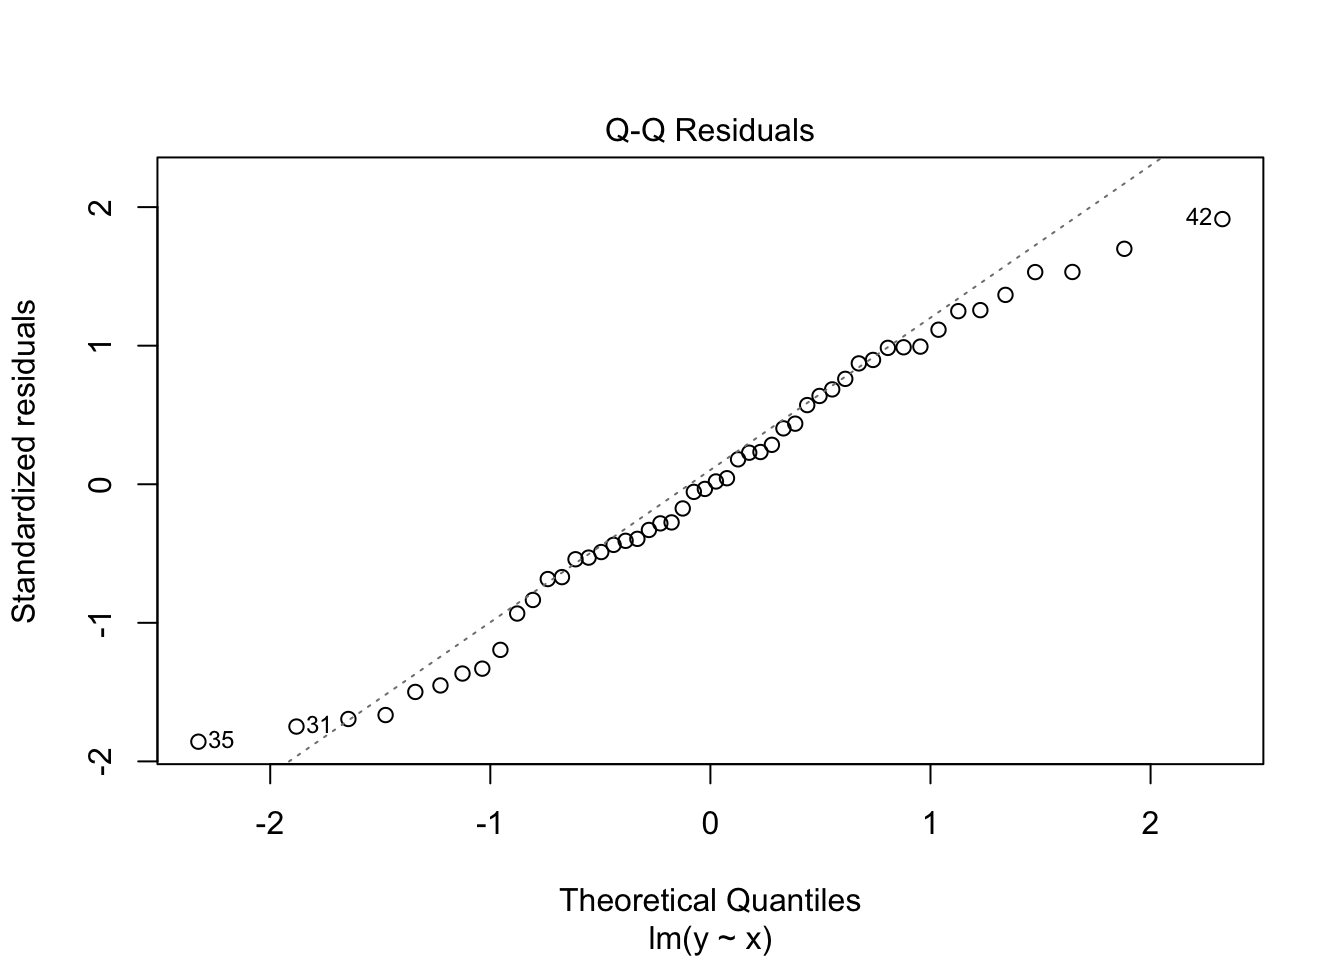 Q-Q Residuals
Standardized residuals
2
1
0
-1
-2
42
31
35
-2 -1 0 1 2
Theoretical Quantiles
lm(y ~ x)